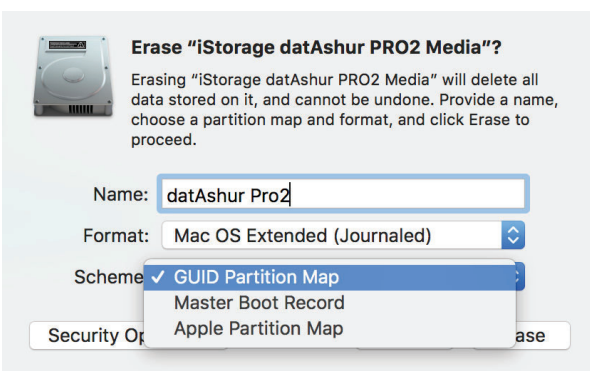 Erase “iStorage datAshur PRO2 Media”?
Erasing “iStorage datAshur PRO2 Media” will delete all
data stored on it, and cannot be undone. Provide a name,
choose a partition map and format, and click Erase to
proceed.
Name: datAshur Pro2
Format: Mac OS Extended (Journaled)
Scheme ✓ GUID Partition Map
Master Boot Record
Apple Partition Map
Security Op ase